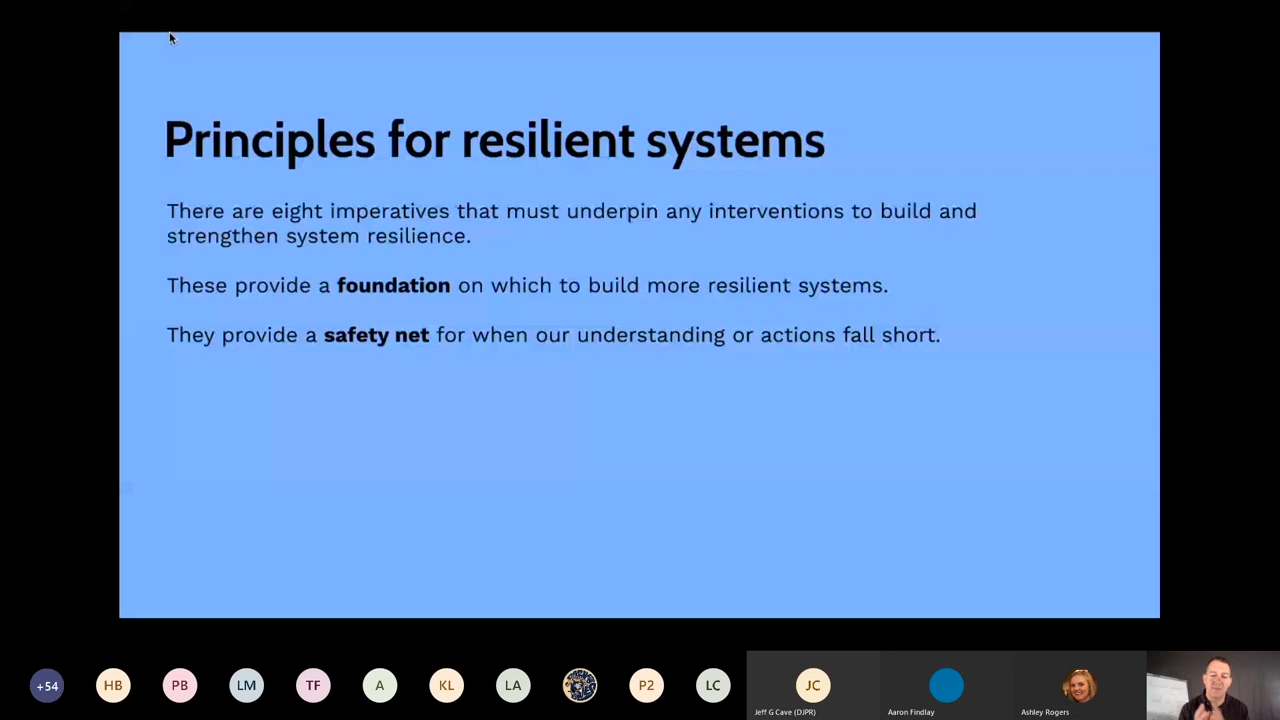 Principles for resilient systems
There are eight imperatives that must underpin any interventions to build and
strengthen system resilience.
These provide a foundation on which to build more resilient systems.
They provide a safety net for when our understanding or actions fall short.
+54
HB
PB
LM
TF
A
KL
LA
P2
LC
JC
Jeff G Cave (DJPR)
Aaron Findlay
Ashley Rogers